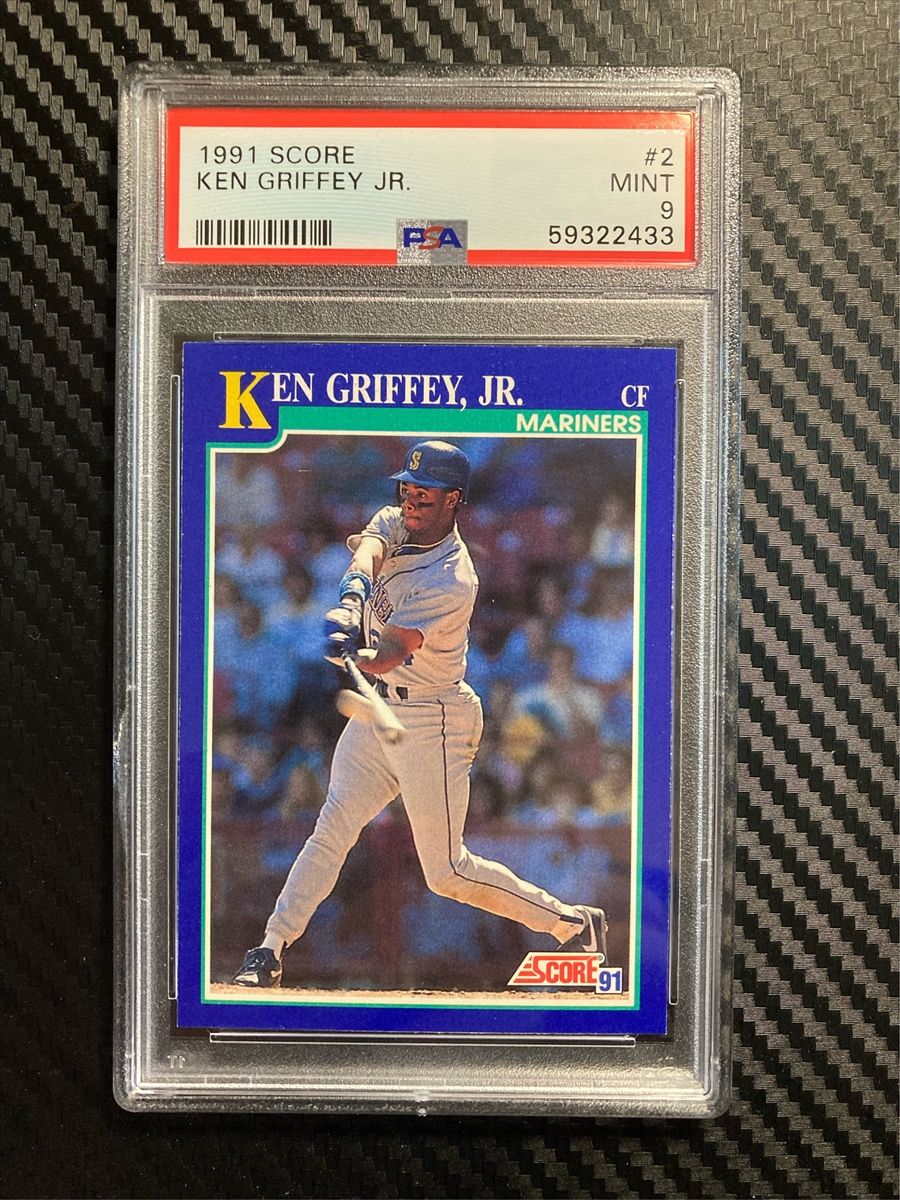 1991 SCORE #2
KEN GRIFFEY JR. MINT
9
PSA 59322433
KEN GRIFFEY, JR. CF
MARINERS
S
SCORE®
91